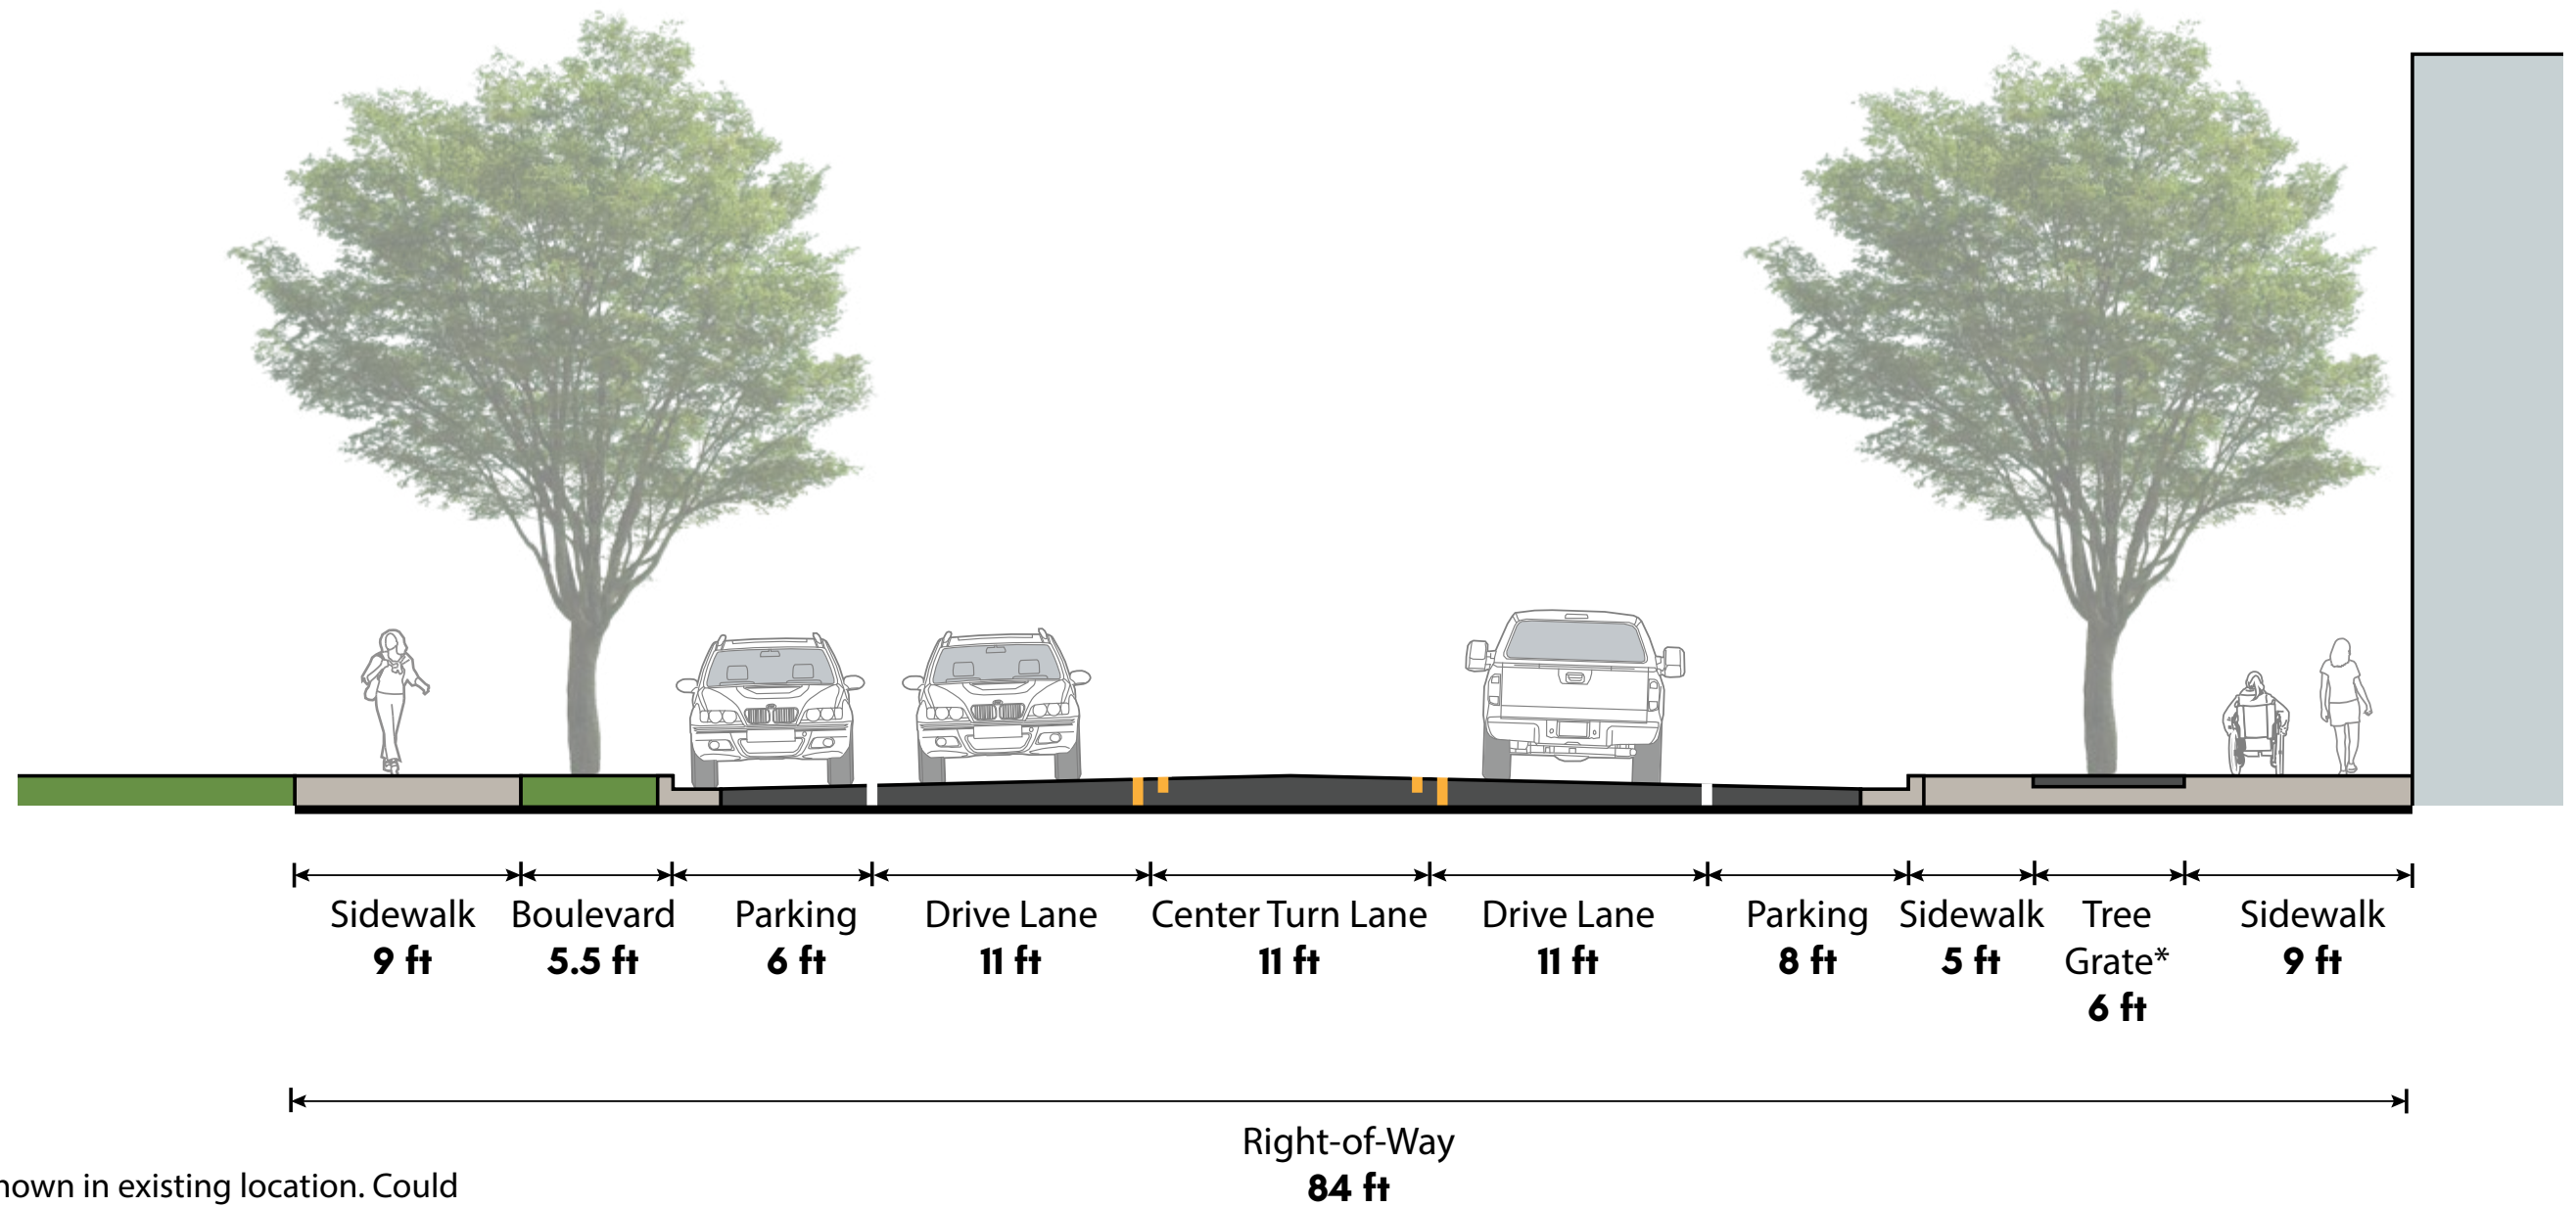 Sidewalk
9 ft
Boulevard
5.5 ft
Parking
6 ft
Drive Lane
11 ft
Center Turn Lane
11 ft
Drive Lane
11 ft
Parking
8 ft
Sidewalk
5 ft
Tree
Grate*
6 ft
Sidewalk
9 ft
Right-of-Way
84 ft
in existing location. Could